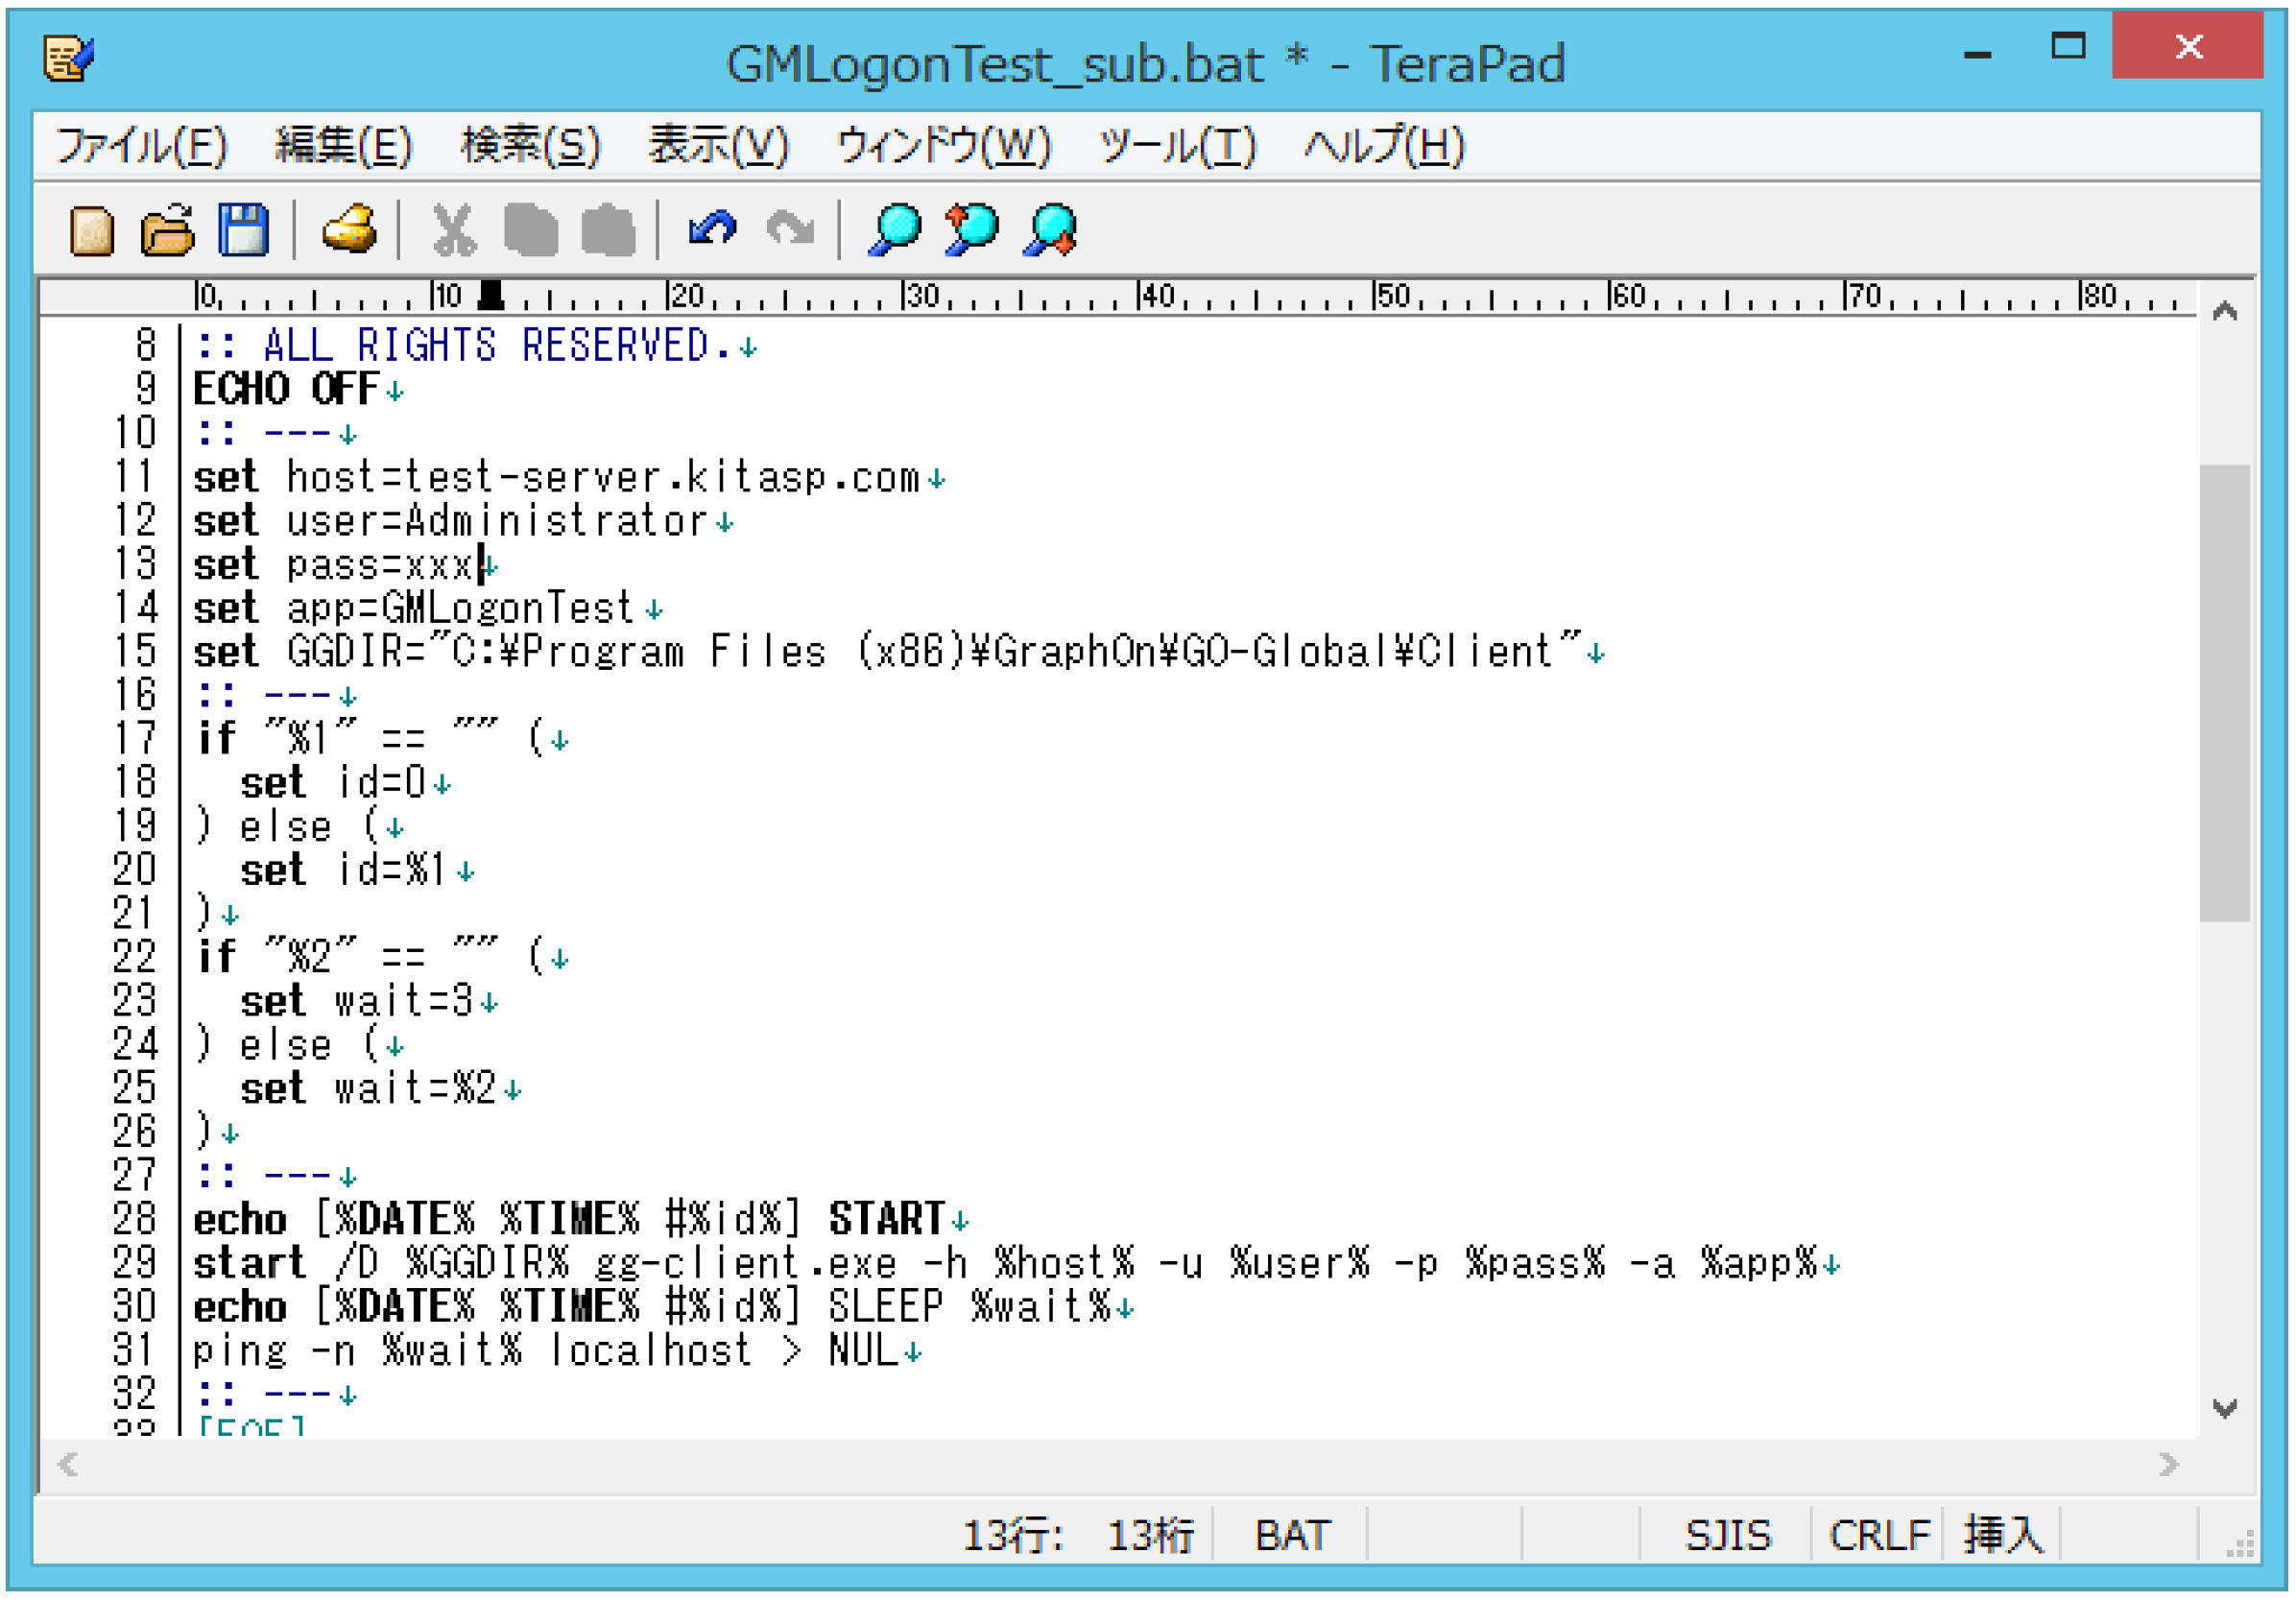 GMLogonTest_sub.bat * - TeraPad
ファイル(F) 編集(E) 検索(S) 表示(V) ウィンドウ(W) ツール(T) ヘルプ(H)
0 10 20 30 40 50 60 70 80
8 :: ALL RIGHTS RESERVED.↓
9 ECHO OFF↓
10 :: ---↓
11 set host=test-server.kitasp.com↓
12 set user=Administrator↓
13 set pass=xxx↓
14 set app=GMLogonTest↓
15 set GGDIR="C:¥Program Files (x86)¥GraphOn¥GO-Global¥Client"↓
16 :: ---↓
17 if "%1" == "" (↓
18   set id=0↓
19 ) else (↓
20   set id=%1↓
21 )↓
22 if "%2" == "" (↓
23   set wait=3↓
24 ) else (↓
25   set wait=%2↓
26 )↓
27 :: ---↓
28 echo [%DATE% %TIME% #%id%] START↓
29 start /D %GGDIR% gg-client.exe -h %host% -u %user% -p %pass% -a %app%↓
30 echo [%DATE% %TIME% #%id%] SLEEP %wait%↓
31 ping -n %wait% localhost > NUL↓
32 :: ---↓
33 [EOF]
13行: 13桁 BAT SJIS CRLF 挿入